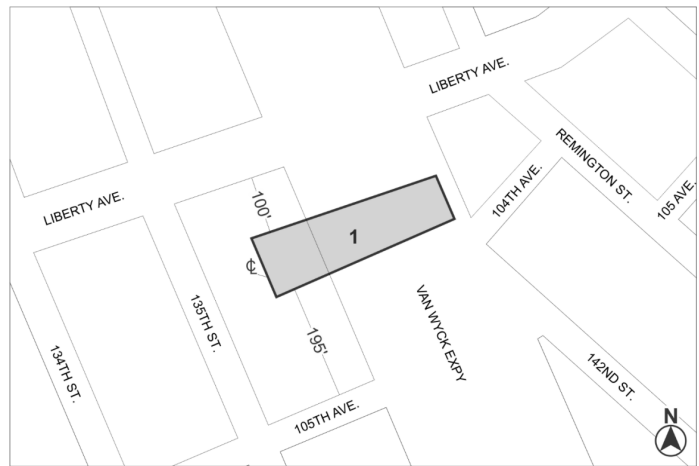 LIBERTY AVE.
REMINGTON ST.
104TH AVE.
105 AVE.
LIBERTY AVE.
100'
1
℄
135TH ST.
195'
VAN WYCK EXPY
134TH ST.
142ND ST.
105TH AVE.
N